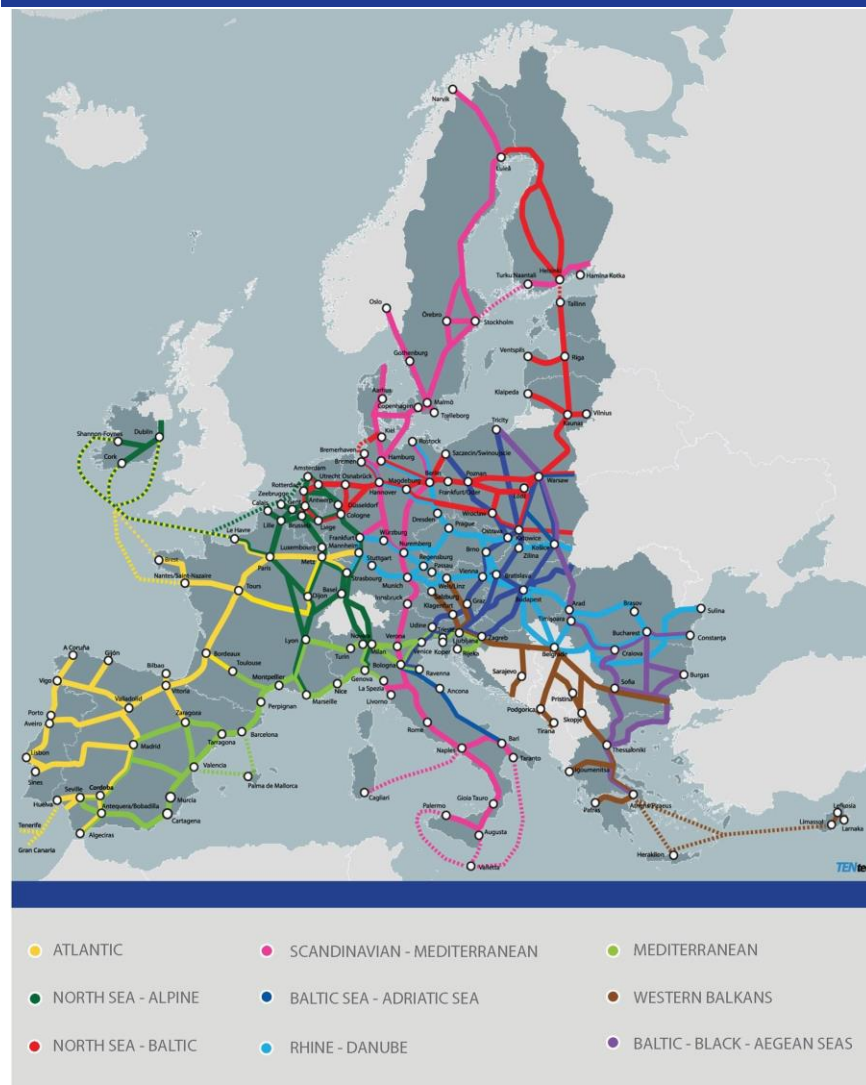 Narvik
Luleå
Turku Naantali
Helsinki
Hamina Kotka
Tallinn
Oslo
Örebro
Stockholm
Gothenburg
Ventspils
Riga
Aarhus
Copenhagen
Malmö
Trelleborg
Klaipeda
Kaunas
Vilnius
Shannon-Foynes
Dublin
Cork
Kiel
Rostock
Tricity
Szczecin/Swinoujscie
Bremerhaven
Bremen
Hamburg
Amsterdam
Rotterdam
Utrecht
Osnabrück
Magdeburg
Berlin
Poznan
Warsaw
Zeebrugge
Calais
Antwerp
Hannover
Frankfurt/Oder
Düsseldorf
Lille
Brussels
Liège
Cologne
Dresden
Wroclaw
Le Havre
Luxembourg
Frankfurt
Mannheim
Würzburg
Prague
Ostrava
Katowice
Brest
Nantes/Saint-Nazaire
Paris
Metz
Strasbourg
Stuttgart
Nuremberg
Regensburg
Passau
Brno
Zilina
Tours
Dijon
Basel
Munich
Wels/Linz
Salzburg
Vienna
Bratislava
Innsbruck
Klagenfurt
Graz
Budapest
Arad
Timişoara
Brasov
Sulina
Lyon
Novara
Milan
Verona
Udine
Trieste
Ljubljana
Zagreb
Bucharest
Constanța
Craiova
Bordeaux
Toulouse
Turin
Genova
Bologna
Venice
Koper
Rijeka
Ravenna
Belgrade
A Coruña
Gijón
Bilbao
Vitoria
Montpellier
Marseille
Nice
La Spezia
Livorno
Ancona
Sarajevo
Sofia
Burgas
Vigo
Valladolid
Perpignan
Pristina
Podgorica
Skopje
Tirana
Porto
Aveiro
Zaragoza
Barcelona
Tarragona
Rome
Bari
Taranto
Naples
Thessaloniki
Igoumenitsa
Lisbon
Sines
Madrid
Valencia
Palma de Mallorca
Cagliari
Seville
Cordoba
Huelva
Antequera/Bobadilla
Murcia
Cartagena
Algeciras
Tenerife
Gran Canaria
Palermo
Gioia Tauro
Augusta
Valletta
Patras
Heraklion
Lefkosia
Limassol
Larnaka
TENtec
ATLANTIC
SCANDINAVIAN - MEDITERRANEAN
MEDITERRANEAN
NORTH SEA - ALPINE
BALTIC SEA - ADRIATIC SEA
WESTERN BALKANS
NORTH SEA - BALTIC
RHINE - DANUBE
BALTIC - BLACK - AEGEAN SEAS